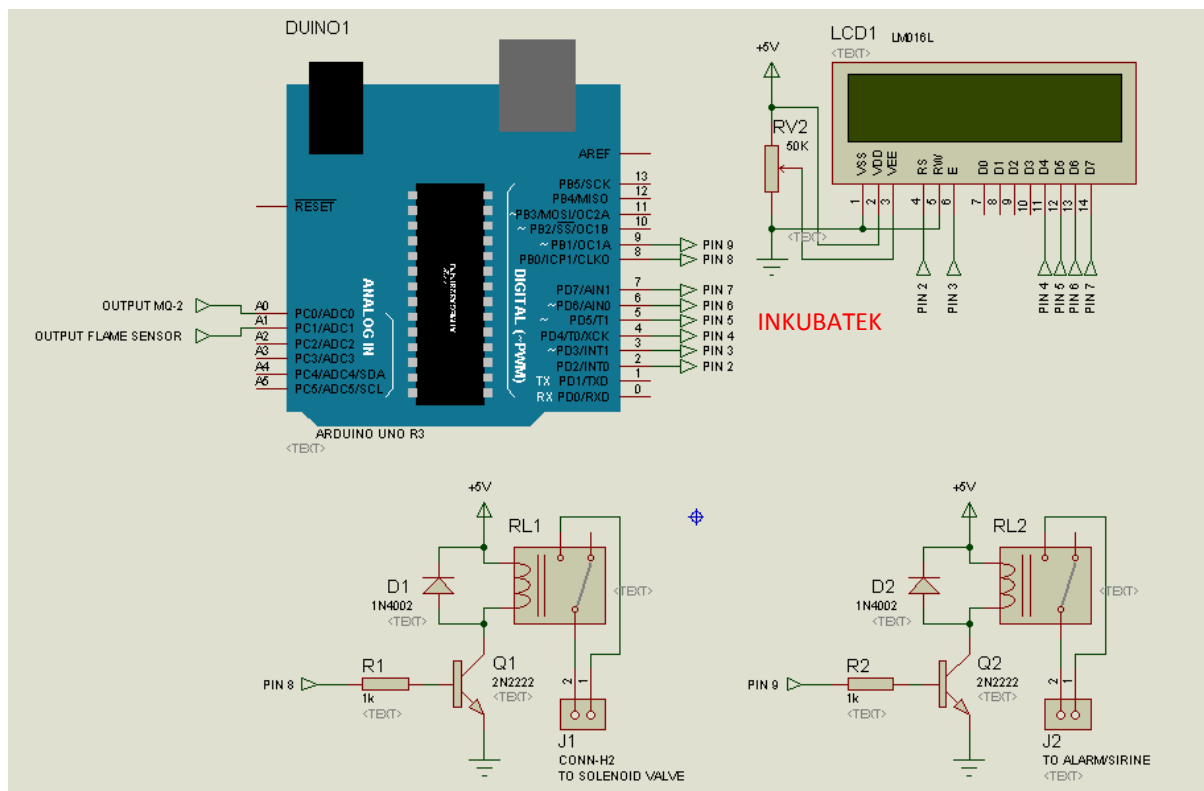 DUINO1
AREF
RESET
PB5/SCK 13
PB4/MISO 12
~PB3/MOSI/OC2A 11
~ PB2/SS/OC1B 10
~ PB1/OC1A 9 PIN 9
PB0/ICP1/CLKO 8 PIN 8
PD7/AIN1 7 PIN 7
~ PD6/AIN0 6 PIN 6
~ PD5/T1 5 PIN 5
PD4/T0/XCK 4 PIN 4
~PD3/INT1 3 PIN 3
PD2/INT0 2 PIN 2
TX PD1/TXD 1
RX PD0/RXD 0
DIGITAL (~PWM)
ANALOG IN
OUTPUT MQ-2 A0 PC0/ADC0
OUTPUT FLAME SENSOR A1 PC1/ADC1
A2 PC2/ADC2
A3 PC3/ADC3
A4 PC4/ADC4/SDA
A5 PC5/ADC5/SCL
ARDUINO UNO R3
<TEXT>
INKUBATEK
+5V
RV2
50K
<TEXT>
LCD1 LM016L
<TEXT>
VSS VDD VEE RS RW E D0 D1 D2 D3 D4 D5 D6 D7
1 2 3 4 5 6 7 8 9 10 11 12 13 14
PIN 2 PIN 3 PIN 4 PIN 5 PIN 6 PIN 7
+5V
RL1
<TEXT>
D1
1N4002
<TEXT>
PIN 8
R1
1k
<TEXT>
Q1
2N2222
<TEXT>
2 1
J1
CONN-H2
TO SOLENOID VALVE
+5V
RL2
<TEXT>
D2
1N4002
<TEXT>
PIN 9
R2
1k
<TEXT>
Q2
2N2222
<TEXT>
2 1
J2
TO ALARM/SIRINE
<TEXT>